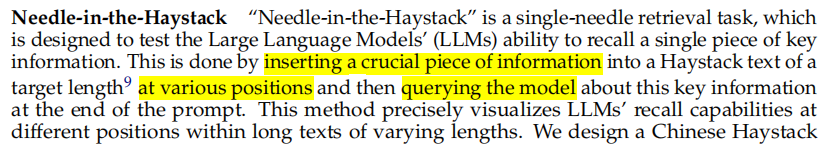 Needle-in-the-Haystack “Needle-in-the-Haystack” is a single-needle retrieval task, which
is designed to test the Large Language Models’ (LLMs) ability to recall a single piece of key
information. This is done by inserting a crucial piece of information into a Haystack text of a
target length⁹ at various positions and then querying the model about this key information
at the end of the prompt. This method precisely visualizes LLMs’ recall capabilities at
different positions within long texts of varying lengths. We design a Chinese Haystack